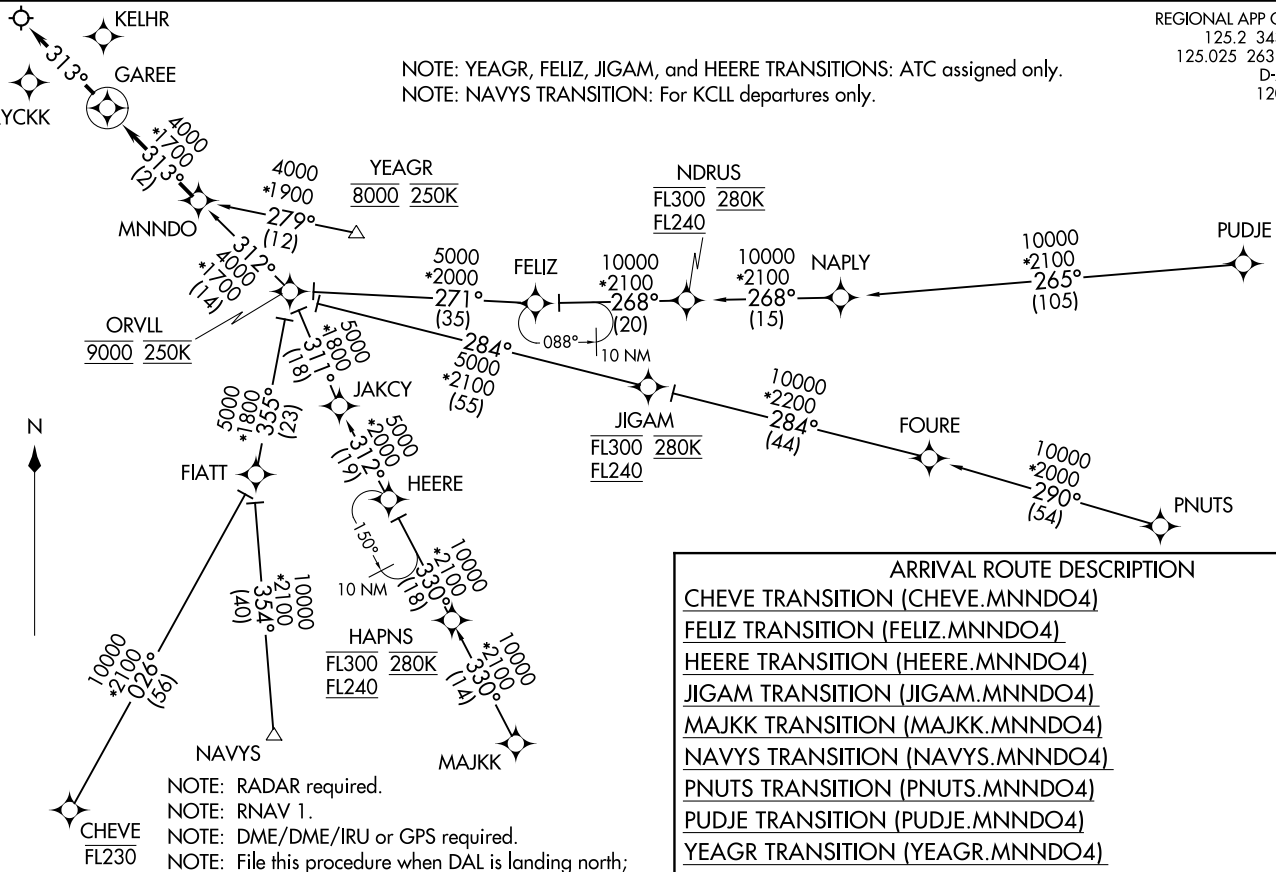 KELHR
REGIONAL APP
125.2
125.025 263
313°
GAREE
NOTE: YEAGR, FELIZ, JIGAM, and HEERE TRANSITIONS: ATC assigned only.
NOTE: NAVYS TRANSITION: For KCLL departures only.
YCKK
4000
*1700
313°
(2)
YEAGR
8000 250K
4000
*1900
279°
(12)
MNNDO
NDRUS
FL300 280K
FL240
PUDJE
312°
4000
*1700
(14)
5000
*2000
271°
(35)
FELIZ
10000
*2100
268°
(20)
10000
*2100
268°
(15)
NAPLY
10000
*2100
265°
(105)
088°
10 NM
ORVLL
9000 250K
5000
*1800
311°
(18)
284°
5000
*2100
(55)
JAKCY
JIGAM
FL300 280K
FL240
10000
*2200
284°
(44)
FOURE
10000
*2000
290°
(54)
PNUTS
N
5000
*1800
355°
(23)
FIATT
5000
*2000
312°
(19)
HEERE
150°
10 NM
10000
*2100
330°
(18)
HAPNS
FL300 280K
FL240
10000
*2100
330°
(14)
MAJKK
10000
*2100
354°
(40)
NAVYS
10000
*2100
026°
(56)
CHEVE
FL230
NOTE: RADAR required.
NOTE: RNAV 1.
NOTE: DME/DME/IRU or GPS required.
NOTE: File this procedure when DAL is landing north;
ARRIVAL ROUTE DESCRIPTION
CHEVE TRANSITION (CHEVE.MNNDO4)
FELIZ TRANSITION (FELIZ.MNNDO4)
HEERE TRANSITION (HEERE.MNNDO4)
JIGAM TRANSITION (JIGAM.MNNDO4)
MAJKK TRANSITION (MAJKK.MNNDO4)
NAVYS TRANSITION (NAVYS.MNNDO4)
PNUTS TRANSITION (PNUTS.MNNDO4)
PUDJE TRANSITION (PUDJE.MNNDO4)
YEAGR TRANSITION (YEAGR.MNNDO4)